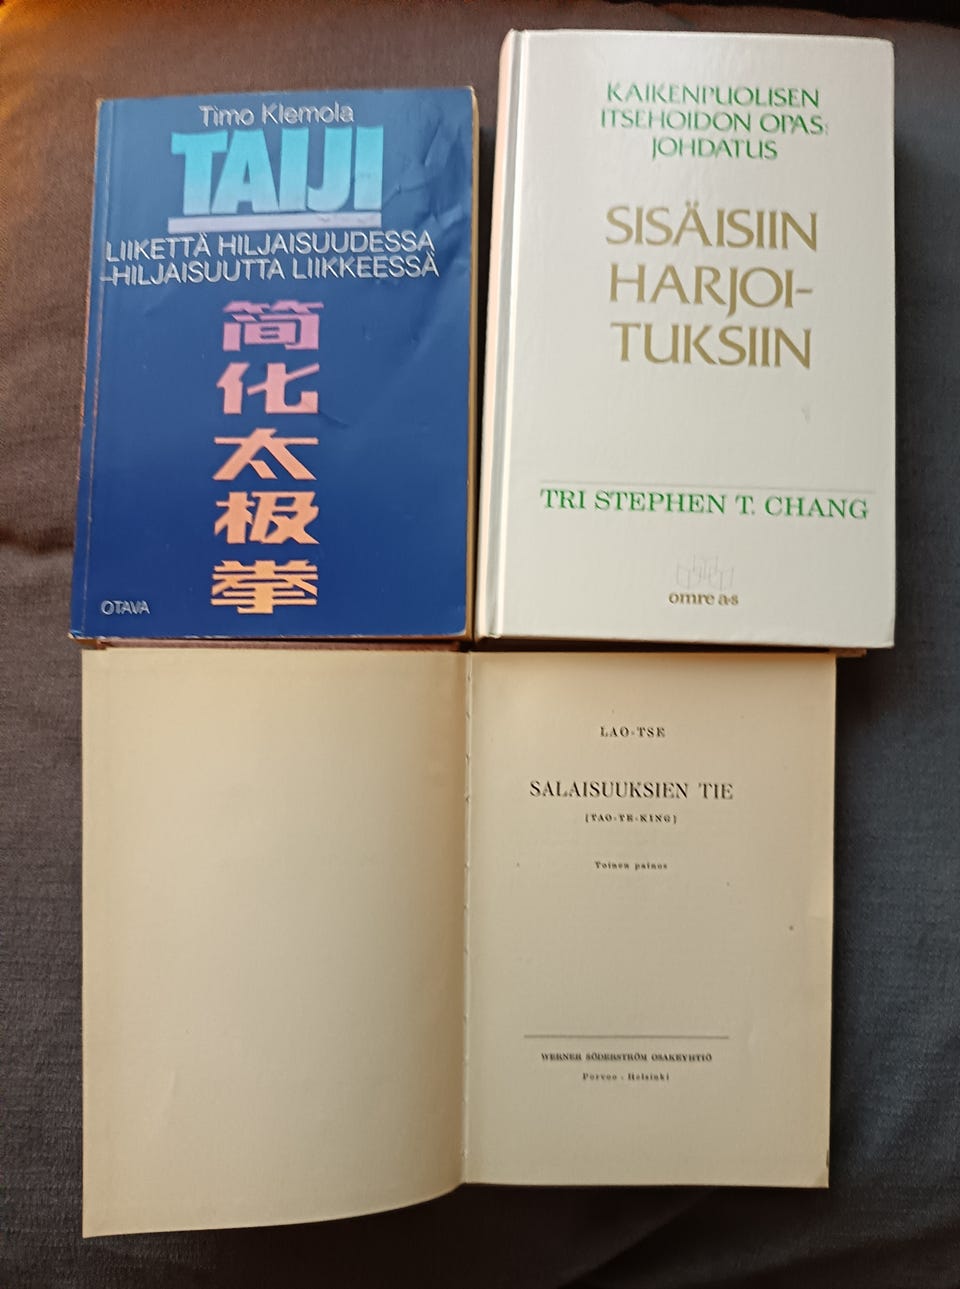 Timo Klemola
TAIJI
LIIKETTÄ HILJAISUUDESSA
-HILJAISUUTTA LIIKKEESSÄ
简
化
太
极
拳
OTAVA
KAIKENPUOLISEN
ITSEHOIDON OPAS:
JOHDATUS
SISÄISIIN
HARJOI-
TUKSIIN
TRI STEPHEN T. CHANG
omre a·s
LAO-TSE
SALAISUUKSIEN TIE
[TAO-TE-KING]
Toinen painos
WERNER SÖDERSTRÖM OSAKEYHTIÖ
Porvoo - Helsinki